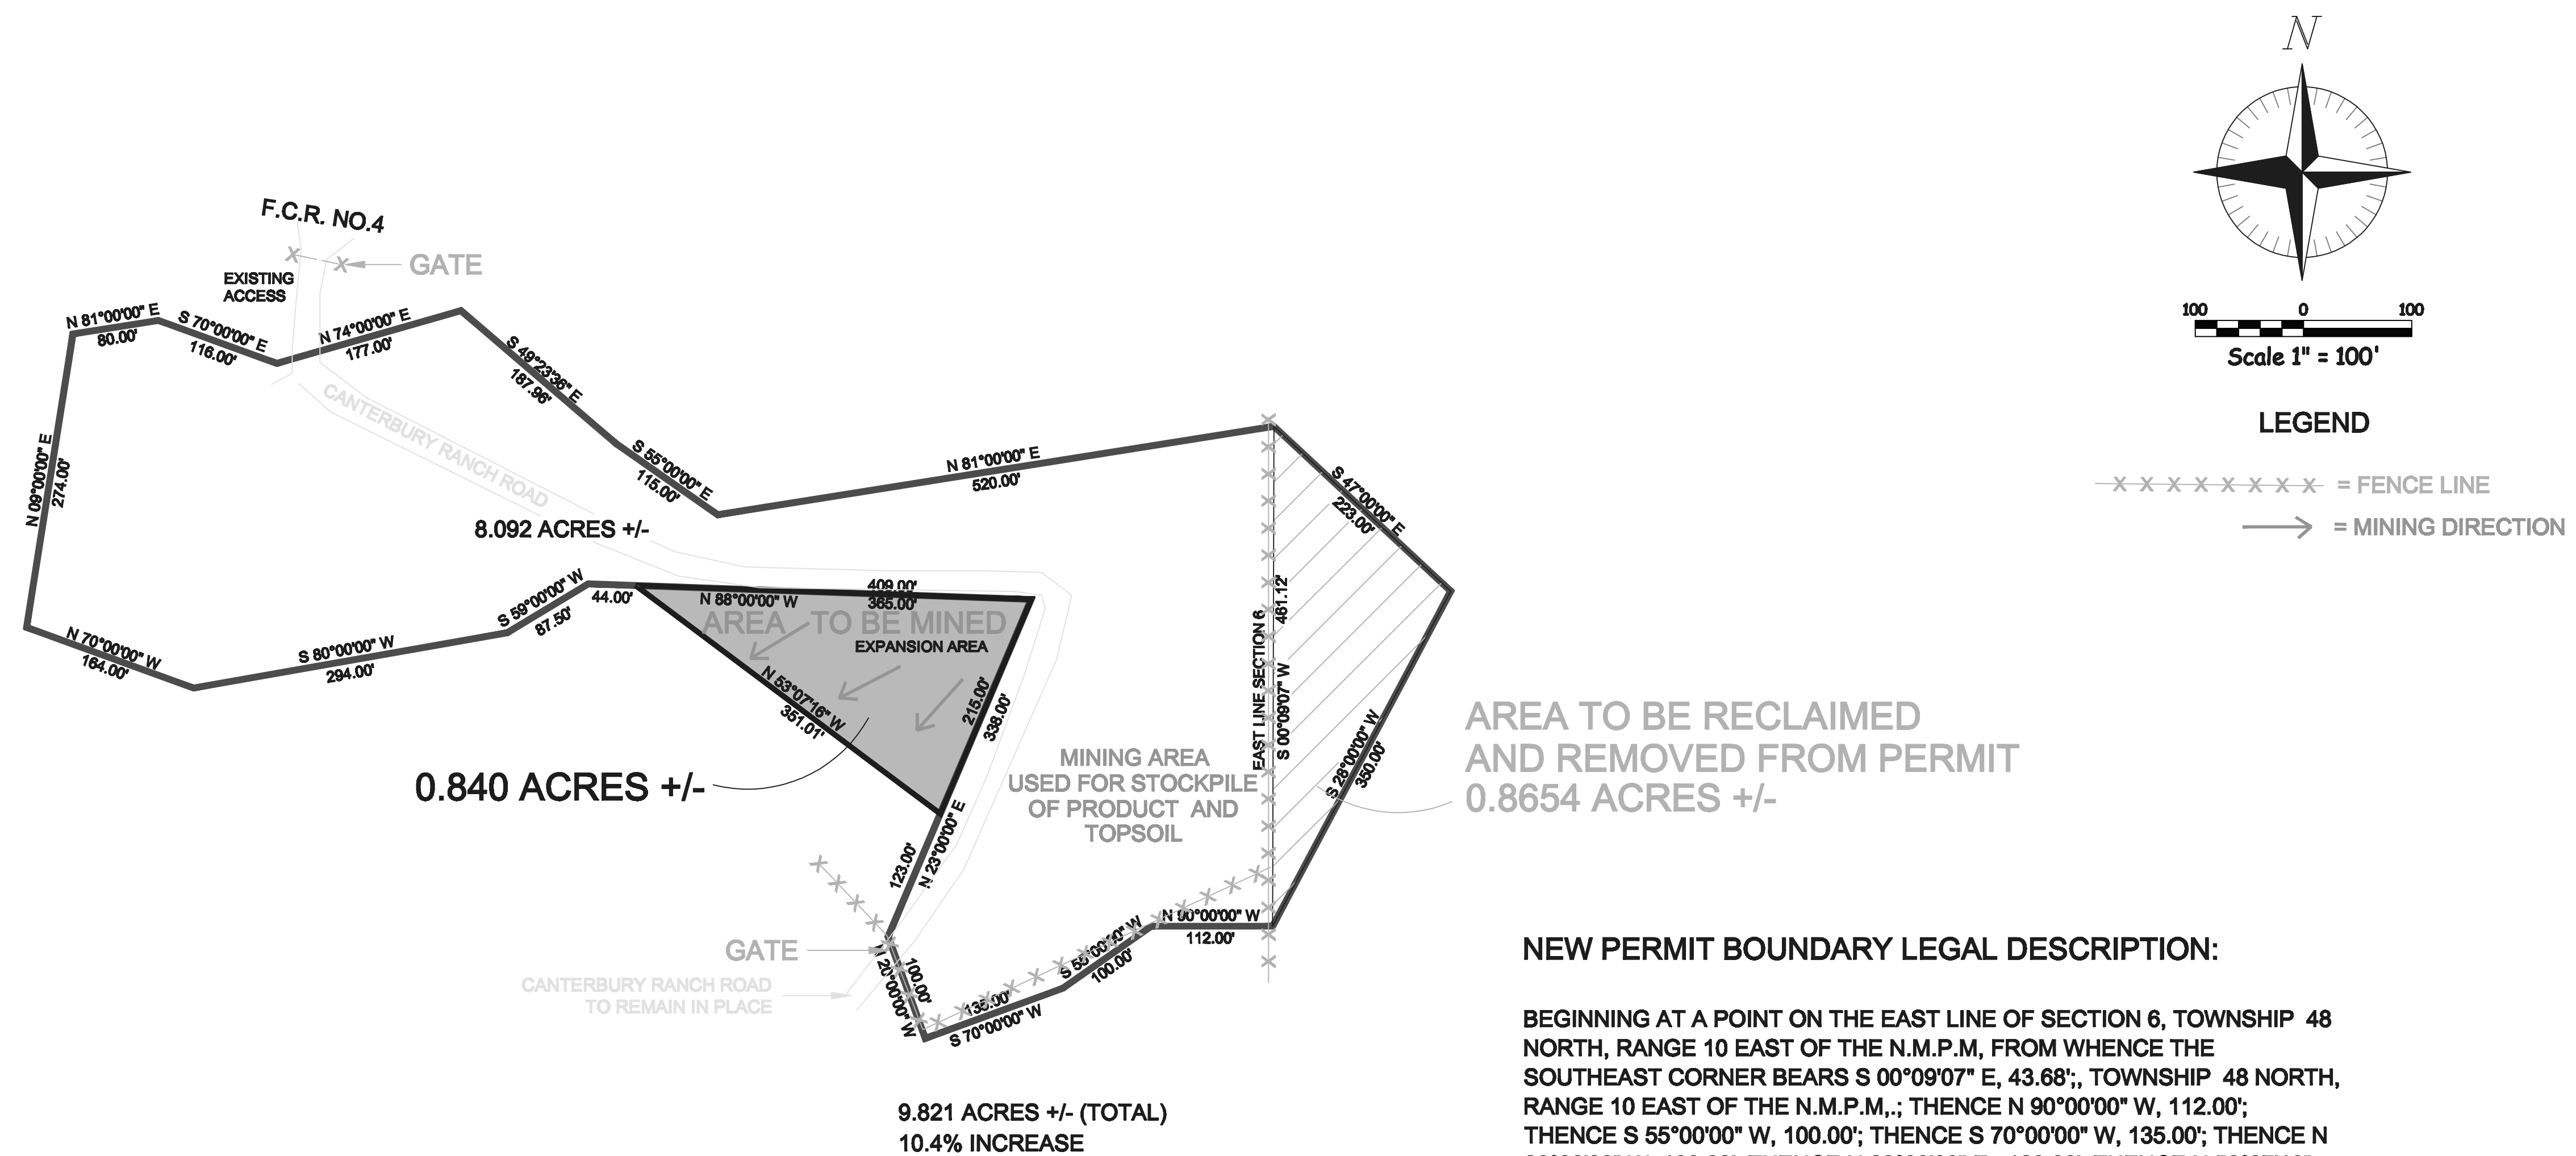 N
100 0 100
Scale 1" = 100'
LEGEND
X X X X X X X X = FENCE LINE
= MINING DIRECTION
F.C.R. NO.4
X X GATE
EXISTING
ACCESS
N 81°00'00" E
80.00'
S 70°00'00" E
116.00'
N 74°00'00" E
177.00'
S 49°23'36" E
187.96'
S 55°00'00" E
115.00'
N 81°00'00" E
520.00'
S 47°00'00" E
223.00'
N 09°00'00" E
274.00'
CANTERBURY RANCH ROAD
8.092 ACRES +/-
N 70°00'00" W
164.00'
S 80°00'00" W
294.00'
S 59°00'00" W
87.50'
44.00'
409.00'
N 88°00'00" W
365.00'
AREA TO BE MINED
EXPANSION AREA
N 53°07'16" W
351.01'
215.00'
338.00'
0.840 ACRES +/-
123.00'
N 23°00'00" E
MINING AREA
USED FOR STOCKPILE
OF PRODUCT AND
TOPSOIL
EAST LINE SECTION 6
461.12'
S 00°09'07" W
S 28°00'00" W
350.00'
AREA TO BE RECLAIMED
AND REMOVED FROM PERMIT
0.8654 ACRES +/-
GATE
CANTERBURY RANCH ROAD
TO REMAIN IN PLACE
100.00'
N 20°00'00" W
135.00'
S 70°00'00" W
S 55°00'00" W
100.00'
N 90°00'00" W
112.00'
9.821 ACRES +/- (TOTAL)
10.4% INCREASE
NEW PERMIT BOUNDARY LEGAL DESCRIPTION:
BEGINNING AT A POINT ON THE EAST LINE OF SECTION 6, TOWNSHIP 48
NORTH, RANGE 10 EAST OF THE N.M.P.M, FROM WHENCE THE
SOUTHEAST CORNER BEARS S 00°09'07" E, 43.68';, TOWNSHIP 48 NORTH,
RANGE 10 EAST OF THE N.M.P.M,.; THENCE N 90°00'00" W, 112.00';
THENCE S 55°00'00" W, 100.00'; THENCE S 70°00'00" W, 135.00'; THENCE N